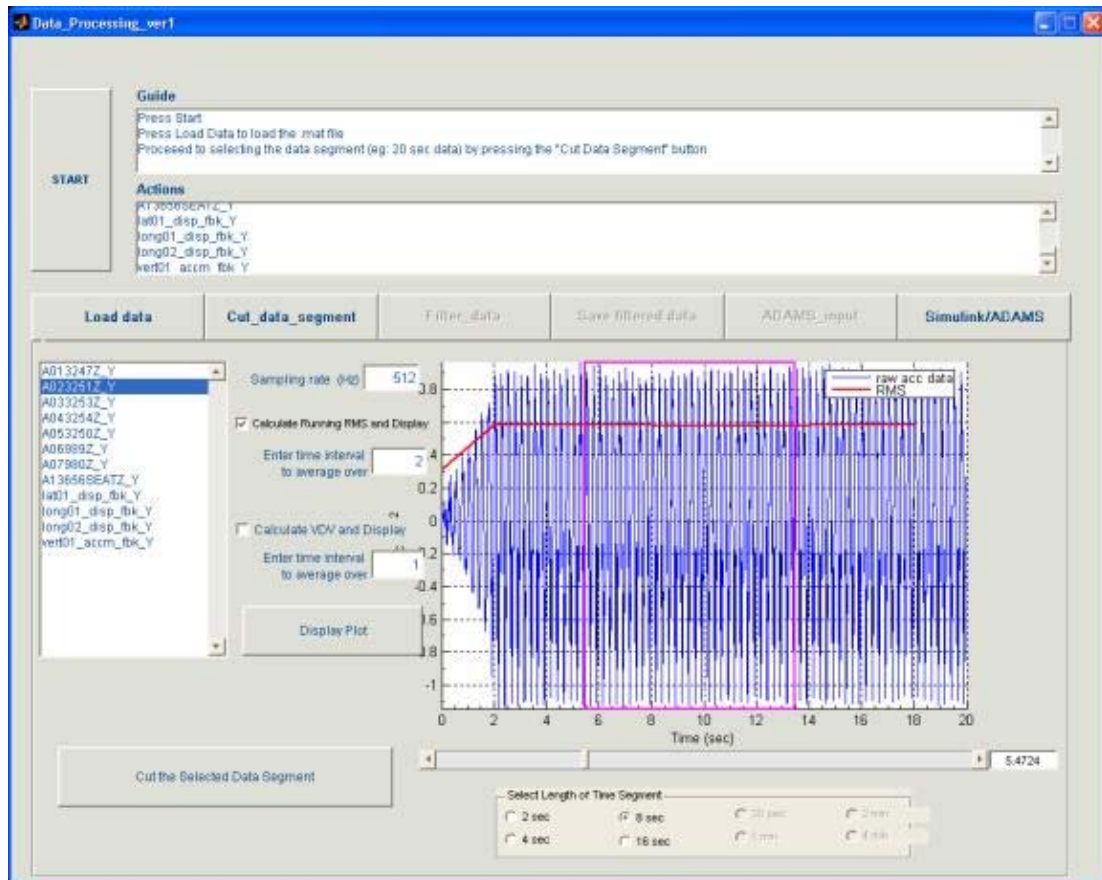 Data_Processing_ver1
Guide
Press Start
Press Load Data to load the .mat file
Proceeed to selecting the data segment (eg: 20 sec data) by pressing the "Cut Data Segment" button
START
Actions
A13656SEATZ_Y
lat01_disp_fbk_Y
long01_disp_fbk_Y
long02_disp_fbk_Y
vert01_accm_fbk_Y
Load data
Cut_data_segment
Filter_data
Save filtered data
ADAMS_input
Simulink/ADAMS
A013247Z_Y
A023251Z_Y
A033253Z_Y
A043254Z_Y
A053250Z_Y
A06989Z_Y
A07980Z_Y
A13656SEATZ_Y
lat01_disp_fbk_Y
long01_disp_fbk_Y
long02_disp_fbk_Y
vert01_accm_fbk_Y
Sampling rate (Hz) 512
Calculate Running RMS and Display
Enter time interval
to average over 2
Calculate VDV and Display
Enter time interval
to average over 1
Display Plot
raw acc data
RMS
0.2
0
0.4
-1
0 2 4 6 8 10 12 14 16 18 20
Time (sec)
5.4724
Cut the Selected Data Segment
Select Length of Time Segment
2 sec
8 sec
4 sec
16 sec